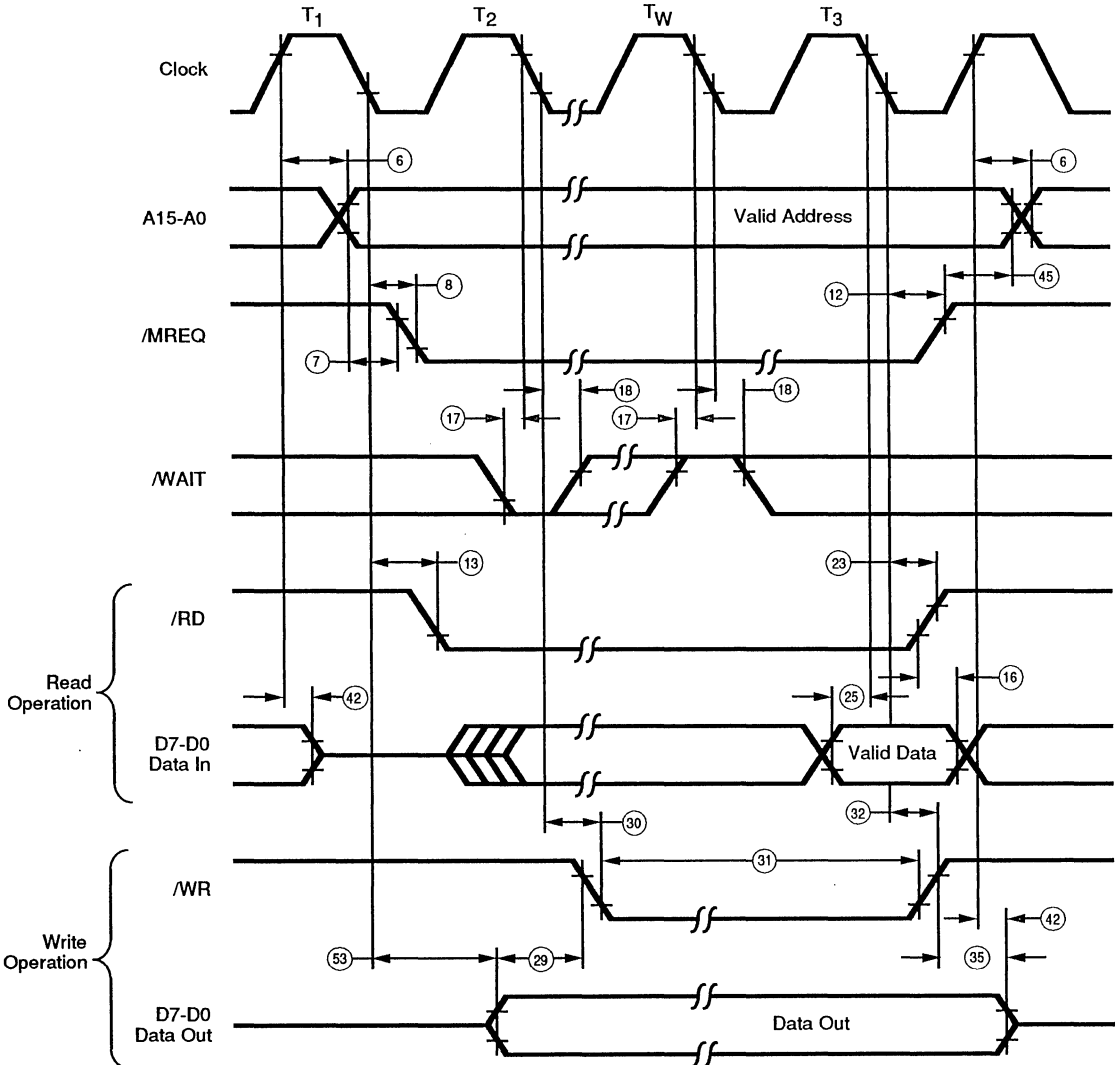 T1 T2 TW T3
Clock
6 6
A15-A0 Valid Address
8 12 45
/MREQ
7
18 18
17 17
/WAIT
13 23
/RD
Read
Operation
42 25 16
D7-D0
Data In
Valid Data
30 32
31
/WR
42
Write
Operation
53 29 35
D7-D0
Data Out
Data Out